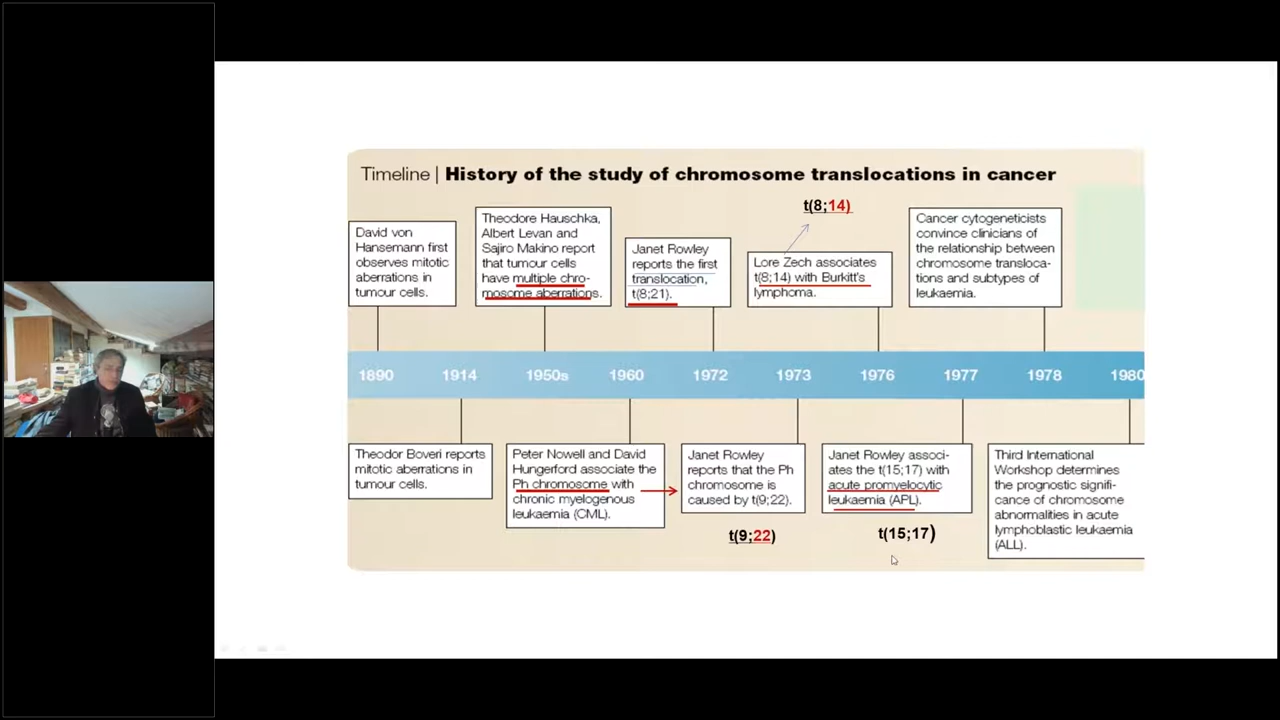 Timeline | History of the study of chromosome translocations in cancer
t(8;14)
David von
Hansemann first
observes mitotic
aberrations in
tumour cells.
Theodore Hauschka,
Albert Levan and
Sajiro Makino report
that tumour cells
have multiple chro-
mosome aberrations.
Janet Rowley
reports the first
translocation,
t(8;21).
Lore Zech associates
t(8;14) with Burkitt's
lymphoma.
Cancer cytogeneticists
convince clinicians of
the relationship between
chromosome transloca-
tions and subtypes of
leukaemia.
1890 1914 1950s 1960 1972 1973 1976 1977 1978 1980
Theodor Boveri reports
mitotic aberrations in
tumour cells.
Peter Nowell and David
Hungerford associate the
Ph chromosome with
chronic myelogenous
leukaemia (CML).
Janet Rowley
reports that the Ph
chromosome is
caused by t(9;22).
Janet Rowley associ-
ates the t(15;17) with
acute promyelocytic
leukaemia (APL).
Third International
Workshop determines
the prognostic signifi-
cance of chromosome
abnormalities in acute
lymphoblastic leukaemia
(ALL).
t(9;22)
t(15;17)